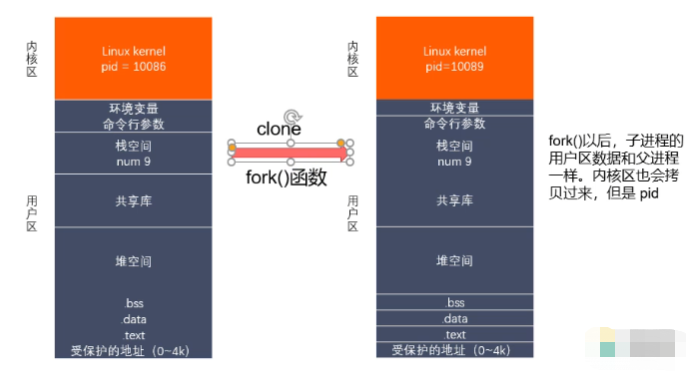 内核区
Linux kernel
pid = 10086
环境变量
命令行参数
栈空间
num 9
用户区
共享库
堆空间
.bss
.data
.text
受保护的地址（0~4k）
clone
fork()函数
内核区
Linux kernel
pid=10089
环境变量
命令行参数
栈空间
num 9
用户区
共享库
堆空间
.bss
.data
.text
受保护的地址（0~4k）
fork()以后，子进程的
用户区数据和父进程
一样。内核区也会拷
贝过来，但是 pid